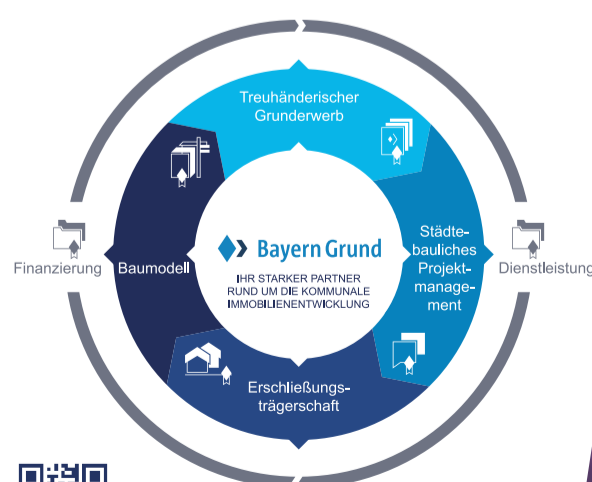 Treuhänderischer
Grunderwerb
Finanzierung
Baumodell
Bayern Grund
IHR STARKER PARTNER
RUND UM DIE KOMMUNALE
IMMOBILIENENTWICKLUNG
Städte-
bauliches
Projekt-
manage-
ment
Dienstleistung
Erschließungs-
trägerschaft